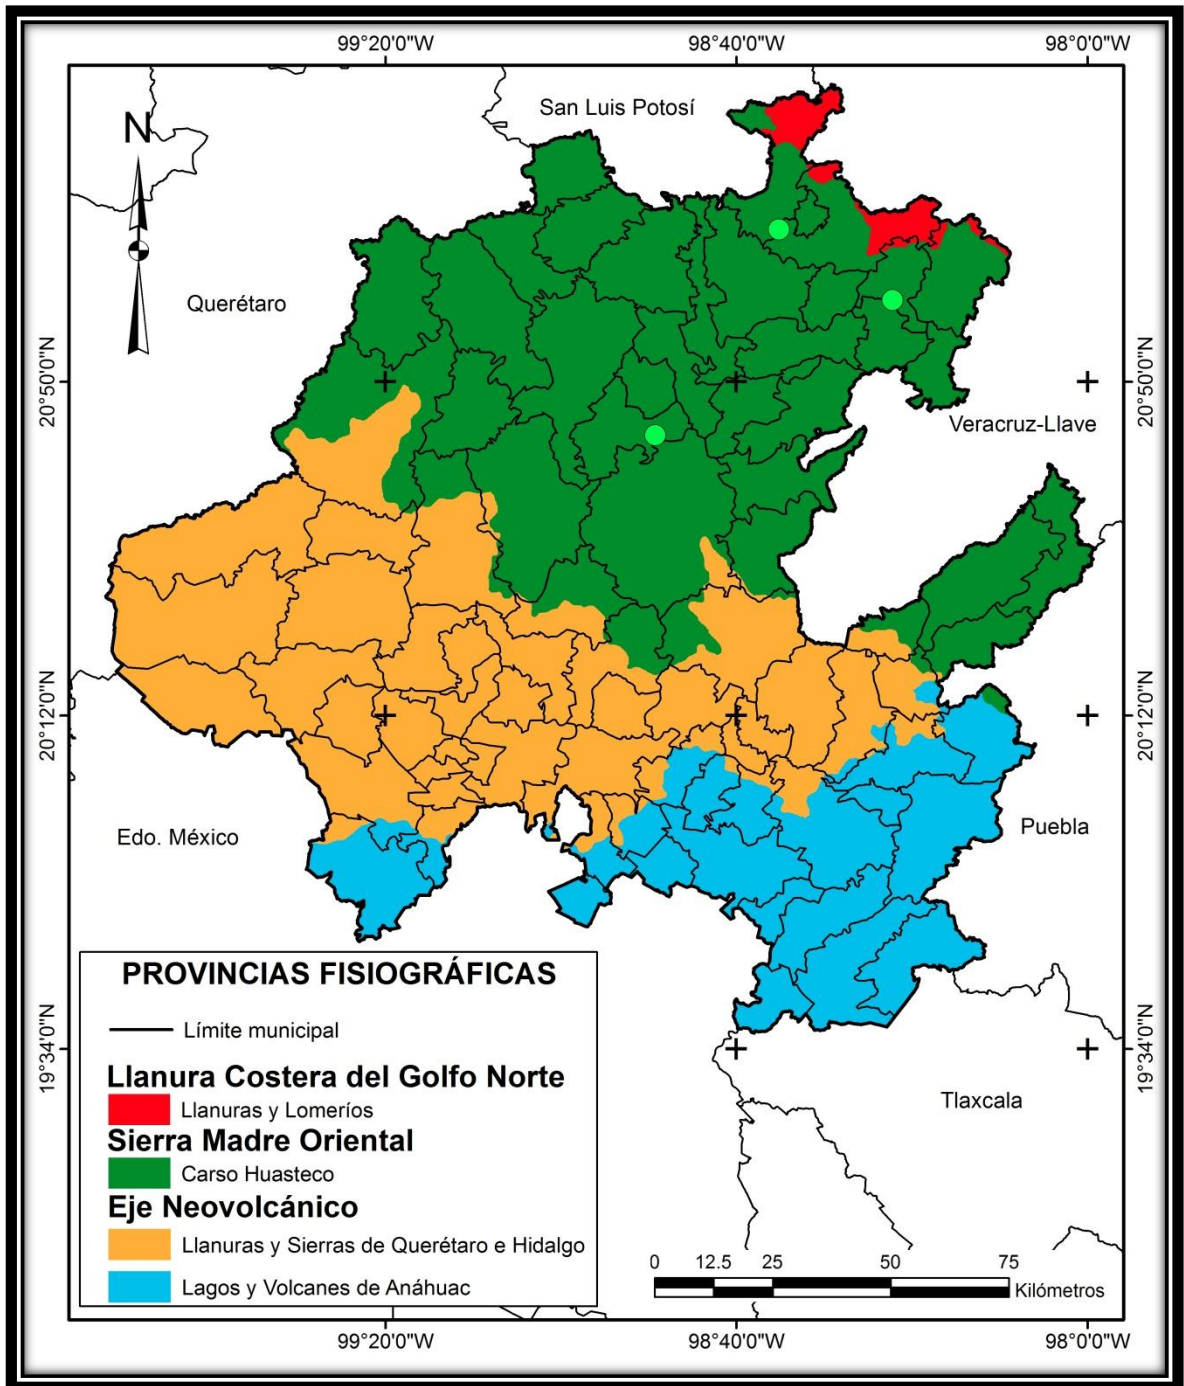 99°20'0"W 98°40'0"W 98°0'0"W
San Luis Potosí
N
Querétaro
20°50'0"N 20°50'0"N
Veracruz-Llave
20°12'0"N 20°12'0"N
Edo. México
Puebla
PROVINCIAS FISIOGRÁFICAS
Límite municipal
19°34'0"N 19°34'0"N
Llanura Costera del Golfo Norte
Llanuras y Lomeríos
Tlaxcala
Sierra Madre Oriental
Carso Huasteco
Eje Neovolcánico
Llanuras y Sierras de Querétaro e Hidalgo
Lagos y Volcanes de Anáhuac
0 12.5 25 50 75
Kilómetros
99°20'0"W 98°40'0"W 98°0'0"W